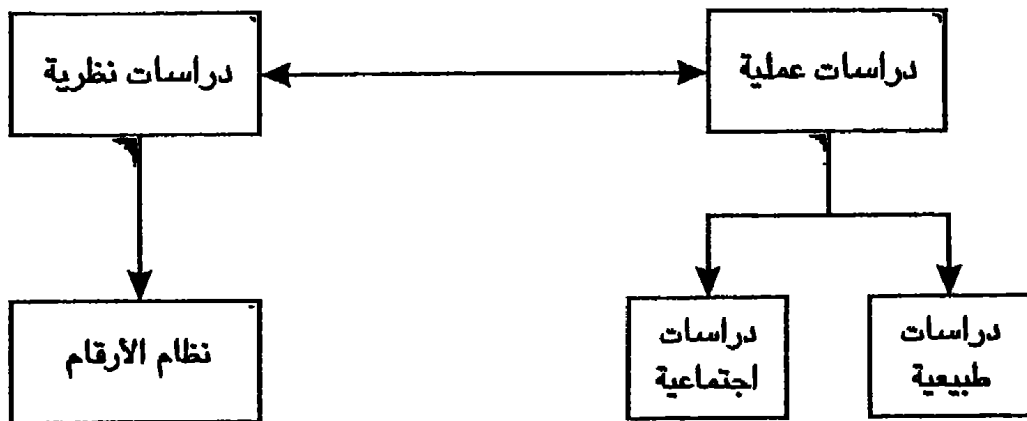 دراسات عملية
دراسات نظرية
دراسات
طبيعية
دراسات
اجتماعية
نظام الأرقام